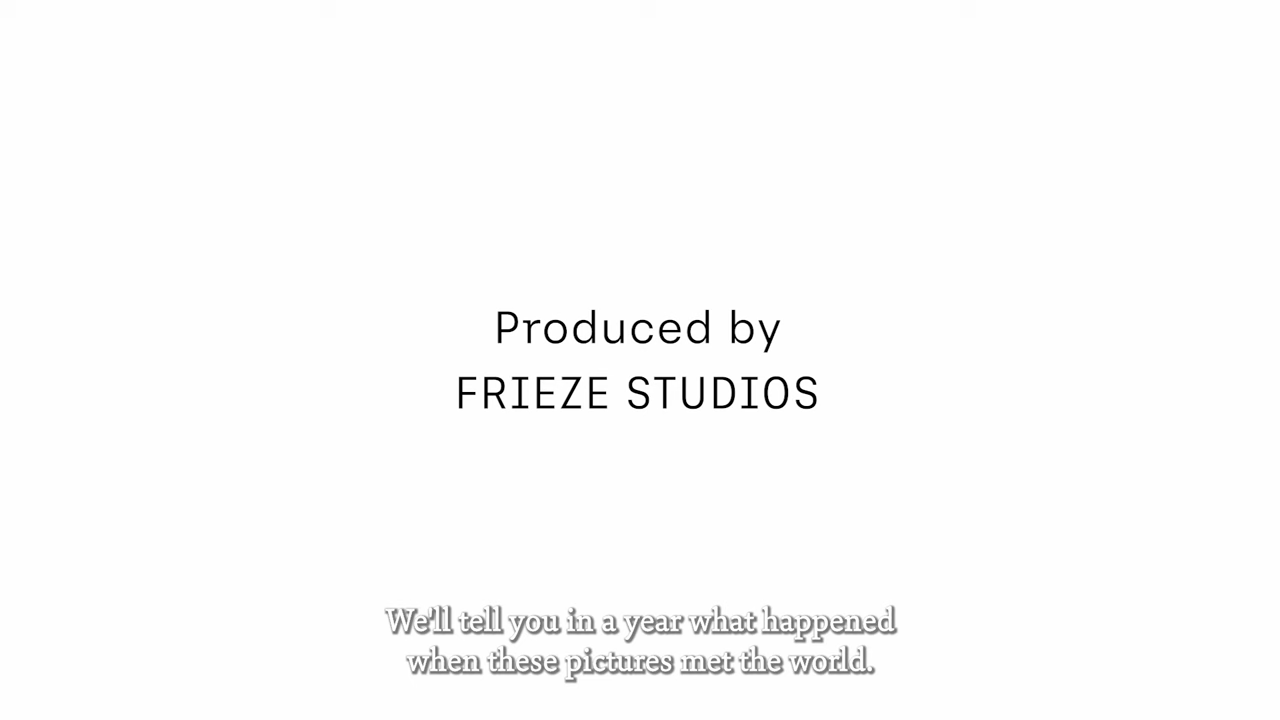 Produced by
FRIEZE STUDIOS
We'll tell you in a year what happened
when these pictures met the world.